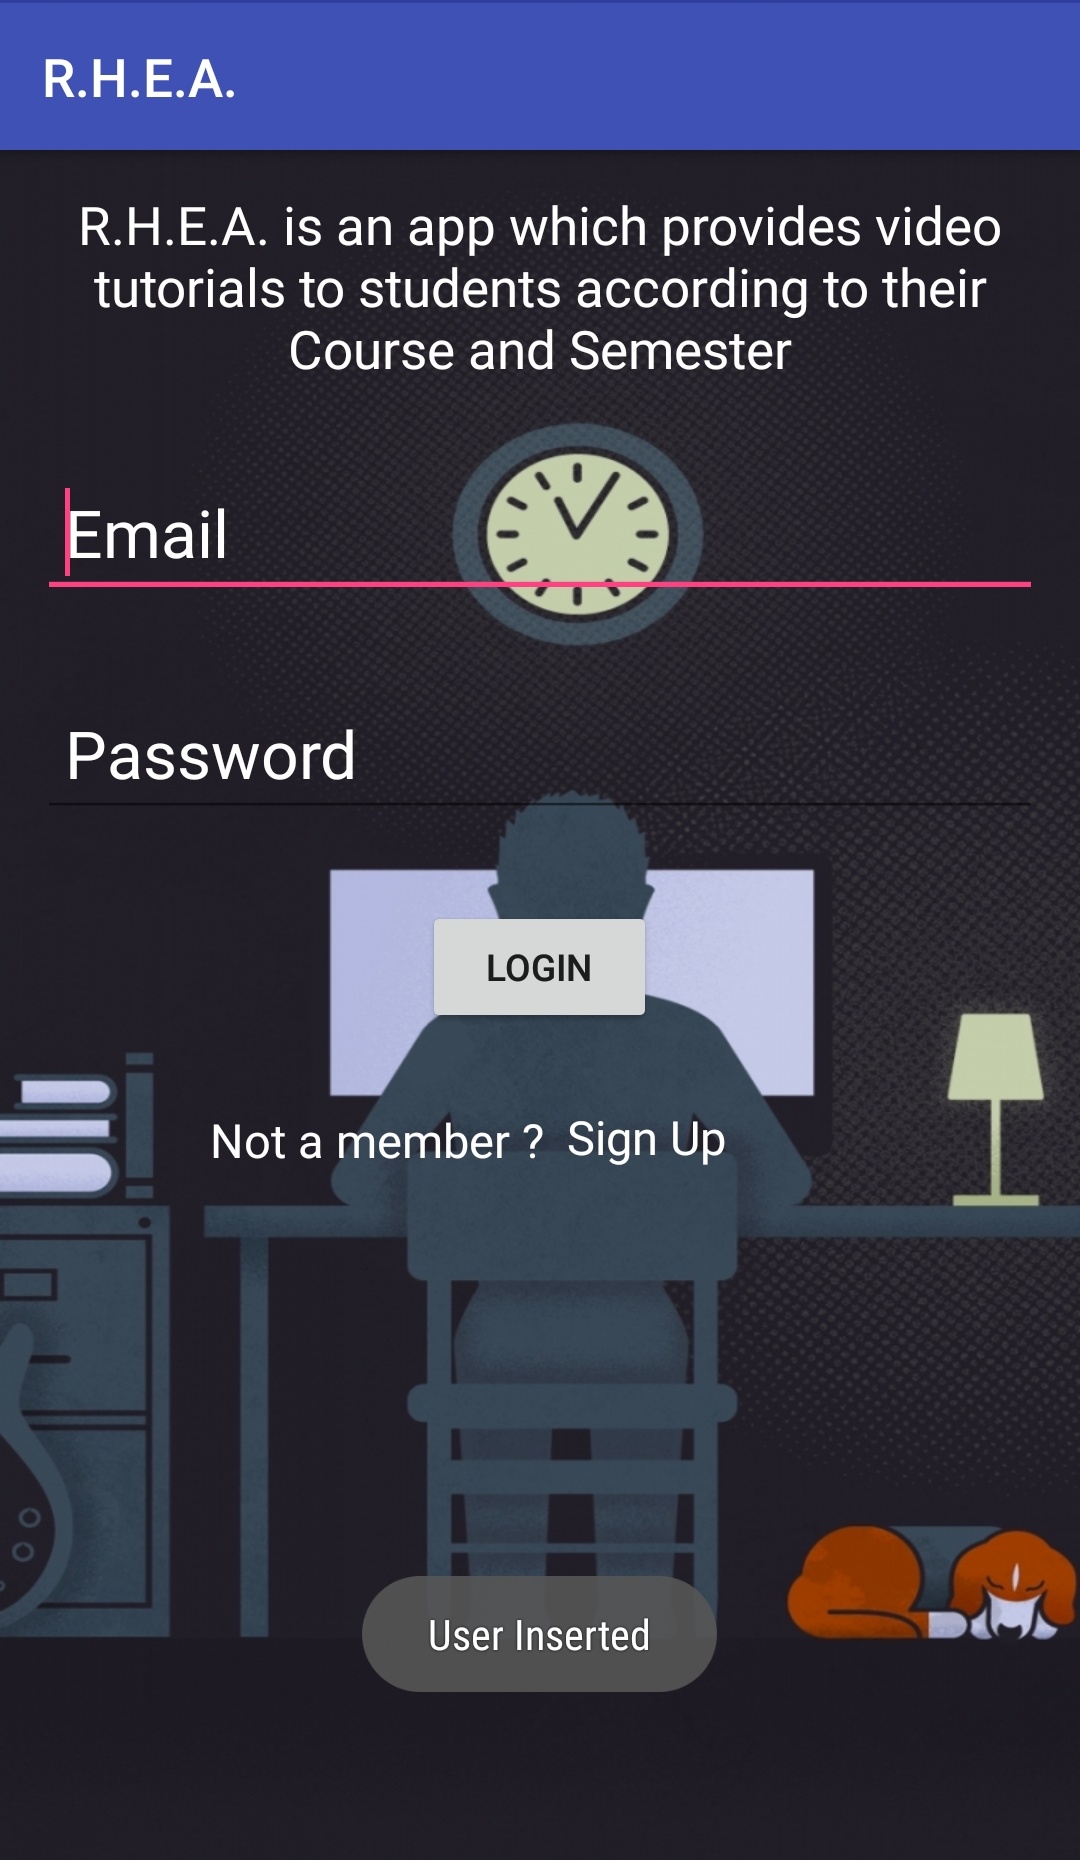 R.H.E.A.
R.H.E.A. is an app which provides video
tutorials to students according to their
Course and Semester
Email
Password
LOGIN
Not a member ? Sign Up
User Inserted